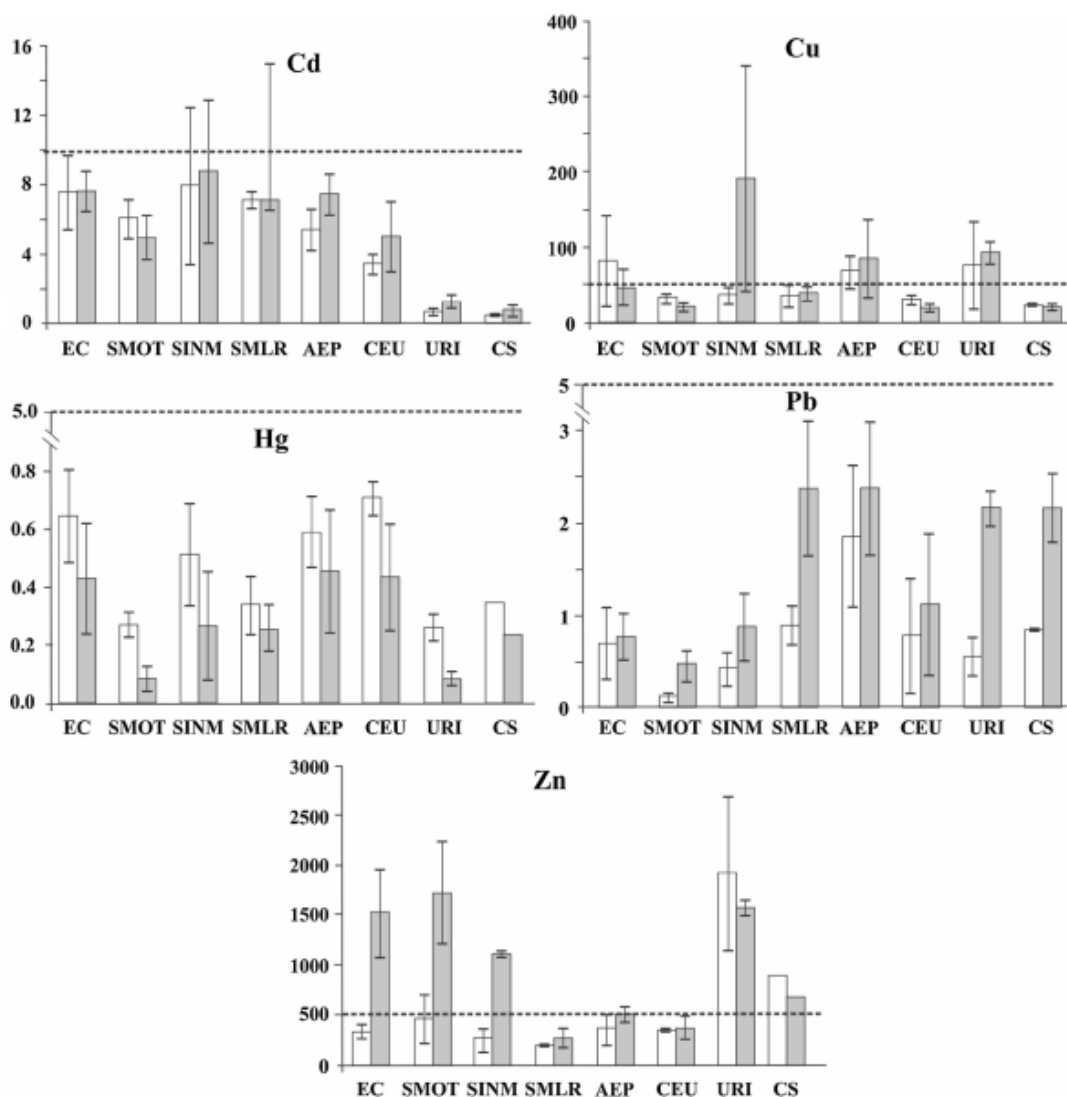 Cd
16
12
8
4
0
EC SMOT SINM SMLR AEP CEU URI CS
Cu
400
300
200
100
0
EC SMOT SINM SMLR AEP CEU URI CS
Hg
5.0
0.8
0.6
0.4
0.2
0.0
EC SMOT SINM SMLR AEP CEU URI CS
Pb
5
3
2
1
0
EC SMOT SINM SMLR AEP CEU URI CS
Zn
3000
2500
2000
1500
1000
500
0
EC SMOT SINM SMLR AEP CEU URI CS